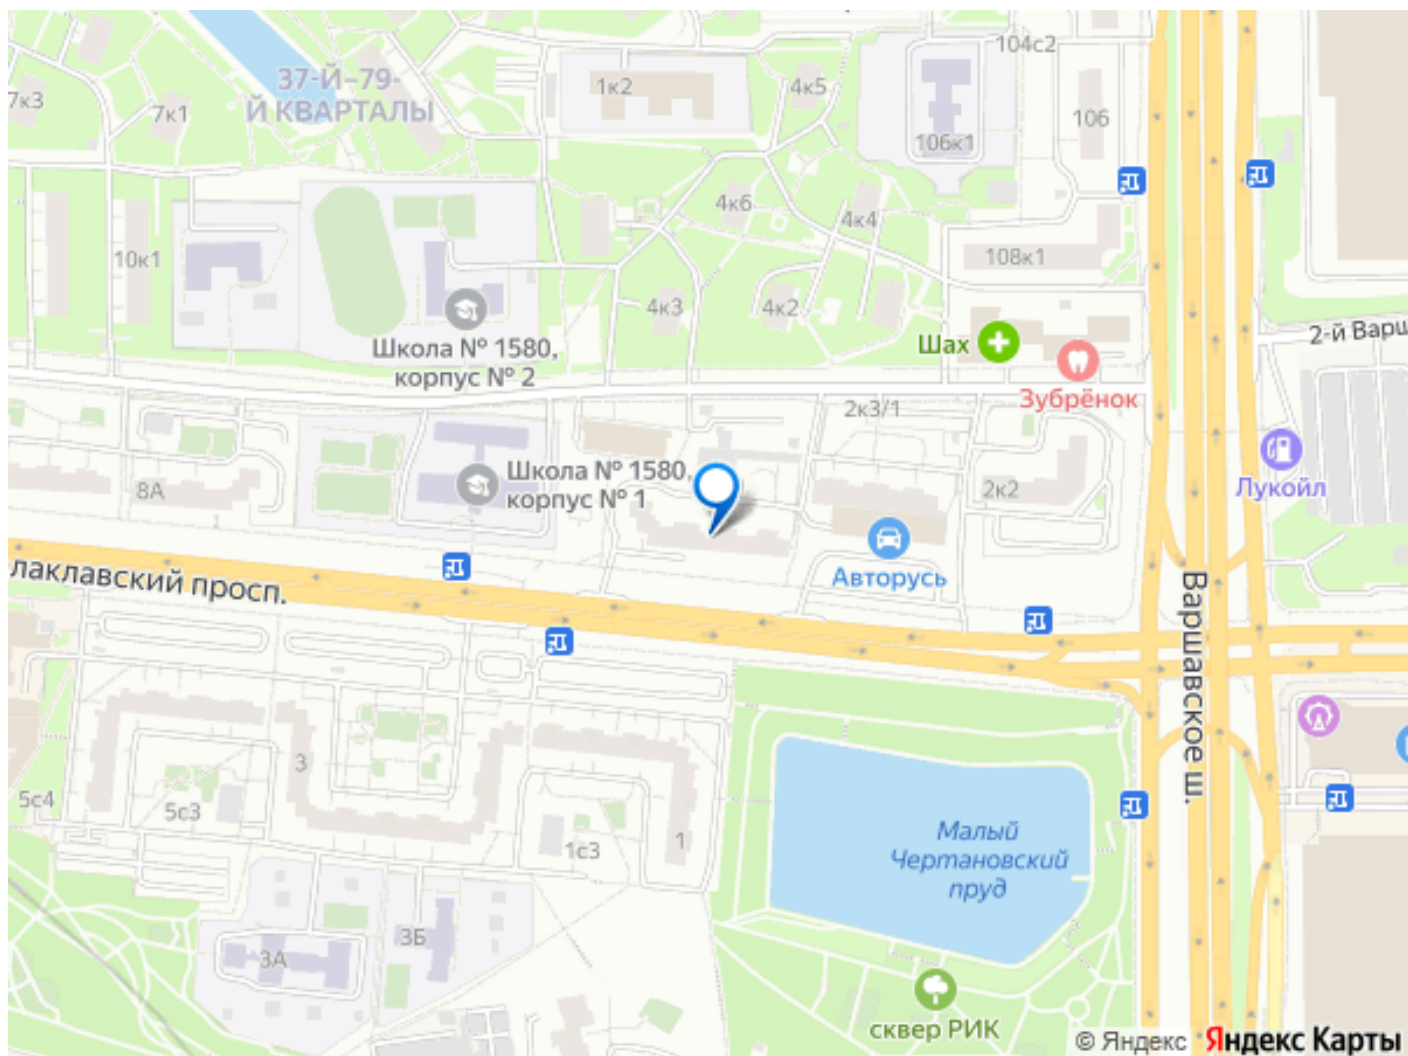 104с2
37-Й–79-
Й КВАРТАЛЫ
1к2
4к5
7к3
7к1
106
106к1
4к6
4к4
10к1
108к1
4к3
4к2
2-й Варш
Шах
Школа № 1580,
корпус № 2
Зубрёнок
2к3/1
Школа № 1580,
корпус № 1
8А
2к2
Лукойл
Авторусь
лаклавский просп.
Варшавское ш.
3
5с4
5с3
1с3
1
Малый
Чертановский
пруд
3Б
3А
сквер РИК
© Яндекс Яндекс Карты